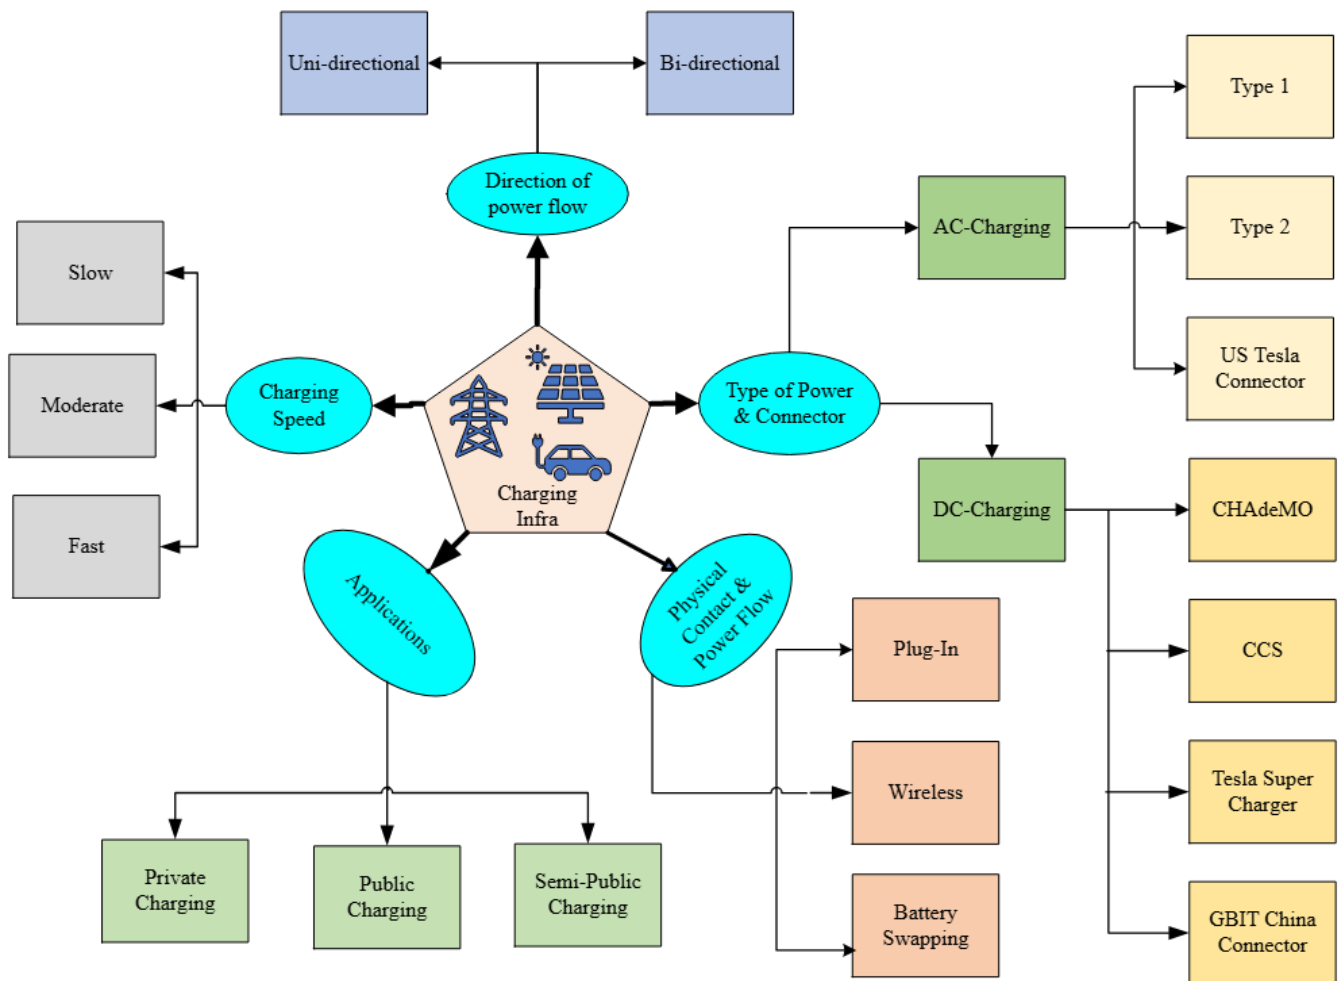 Uni-directional
Bi-directional
Type 1
Direction of
power flow
AC-Charging
Type 2
Slow
US Tesla
Connector
Moderate
Charging
Speed
Type of Power
& Connector
Charging
Infra
Fast
DC-Charging
CHAdeMO
Applications
Physical
Contact &
Power Flow
Plug-In
CCS
Wireless
Tesla Super
Charger
Private
Charging
Public
Charging
Semi-Public
Charging
Battery
Swapping
GBIT China
Connector